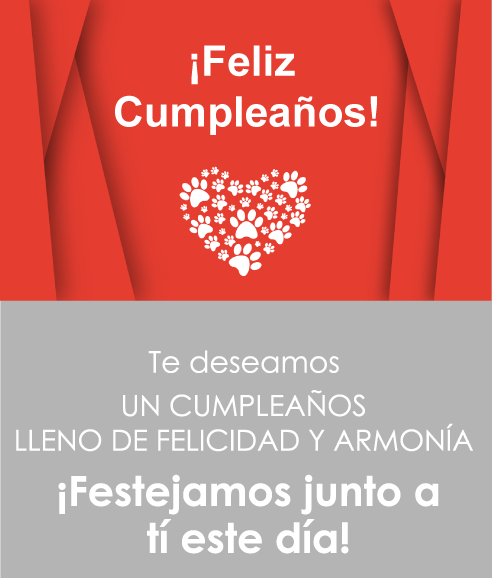 ¡Feliz
Cumpleaños!
Te deseamos
UN CUMPLEAÑOS
LLENO DE FELICIDAD Y ARMONÍA
¡Festejamos junto a
tí este día!